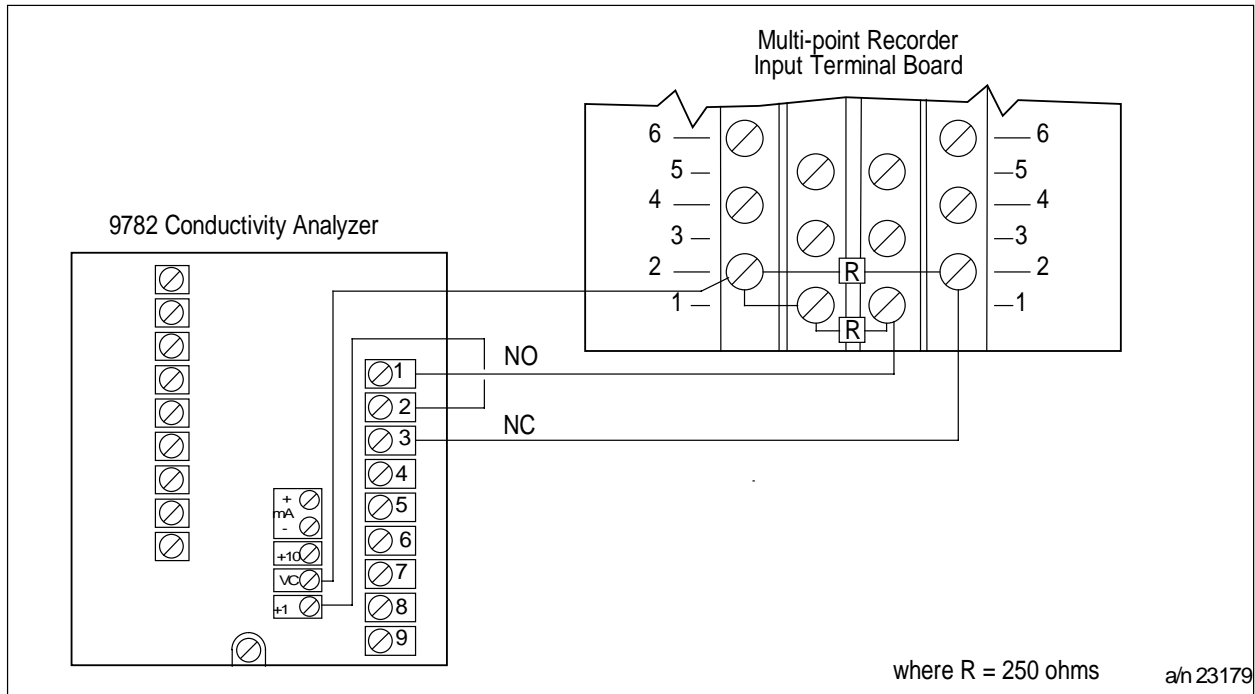 Multi-point Recorder
Input Terminal Board
6 6
5 5
4 4
3 3
2 R 2
1 R 1
9782 Conductivity Analyzer
NO
NC
1
2
3
4
5
6
7
8
9
+
mA
-
+10
VC
+1
where R = 250 ohms
a/n 23179